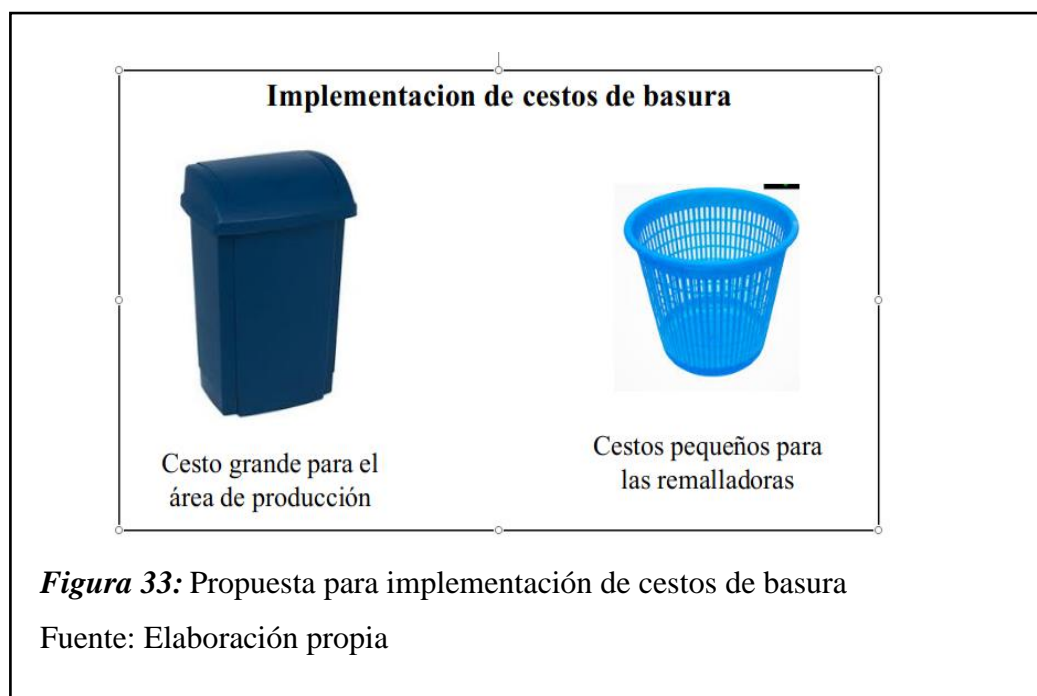 Implementacion de cestos de basura
Cesto grande para el
área de producción
Cestos pequeños para
las remalladoras
Figura 33: Propuesta para implementación de cestos de basura
Fuente: Elaboración propia